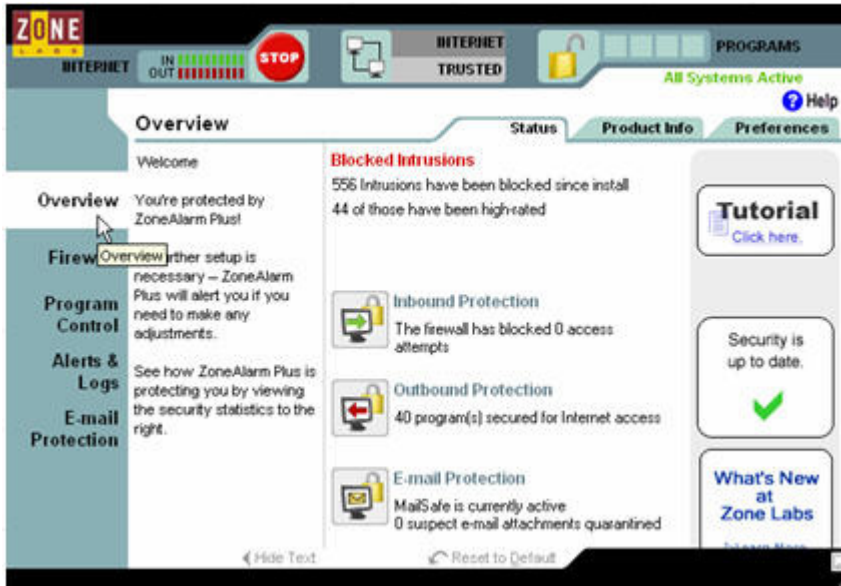 ZONE
LABS
INTERNET
IN
OUT
STOP
INTERNET
TRUSTED
PROGRAMS
All Systems Active
? Help
Overview
Status
Product Info
Preferences
Overview
Overview
Firew
Program
Control
Alerts &
Logs
E-mail
Protection
Welcome
You're protected by
ZoneAlarm Plus!
rther setup is
necessary – ZoneAlarm
Plus will alert you if you
need to make any
adjustments.
See how ZoneAlarm Plus is
protecting you by viewing
the security statistics to the
right.
Blocked Intrusions
556 Intrusions have been blocked since install
44 of those have been high-rated
Inbound Protection
The firewall has blocked 0 access
attempts
Outbound Protection
40 program(s) secured for Internet access
E-mail Protection
MailSafe is currently active
0 suspect e-mail attachments quarantined
Tutorial
Click here.
Security is
up to date.
What's New
at
Zone Labs
Hide Text
Reset to Default